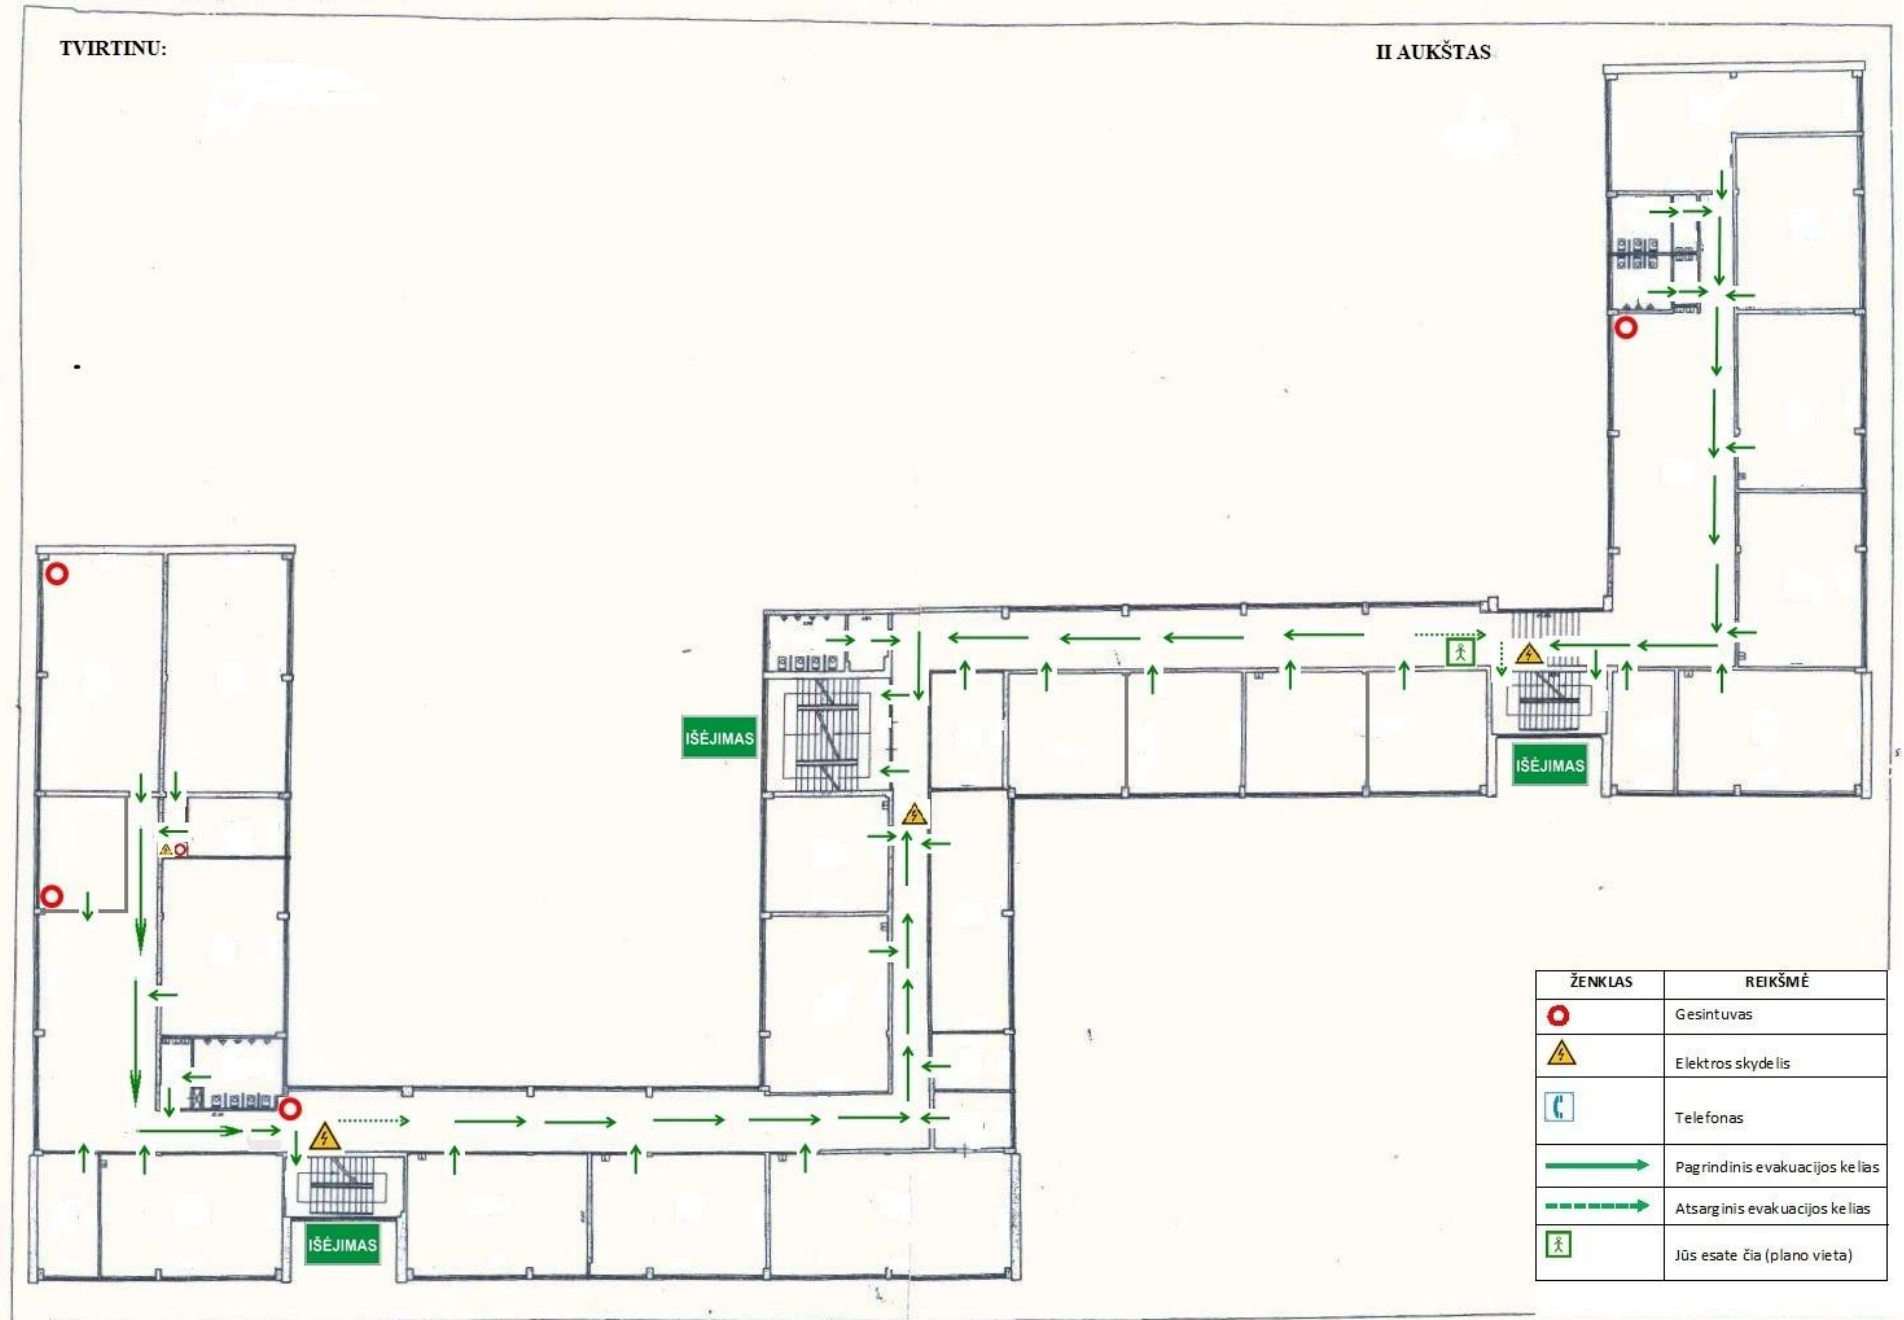 TVIRTINU:
II AUKŠTAS
IŠĖJIMAS
IŠĖJIMAS
IŠĖJIMAS
ŽENKLAS REIKŠMĖ
Gesintuvas
Elektros skydelis
Telefonas
Pagrindinis evakuacijos kelias
Atsarginis evakuacijos kelias
Jūs esate čia (plano vieta)